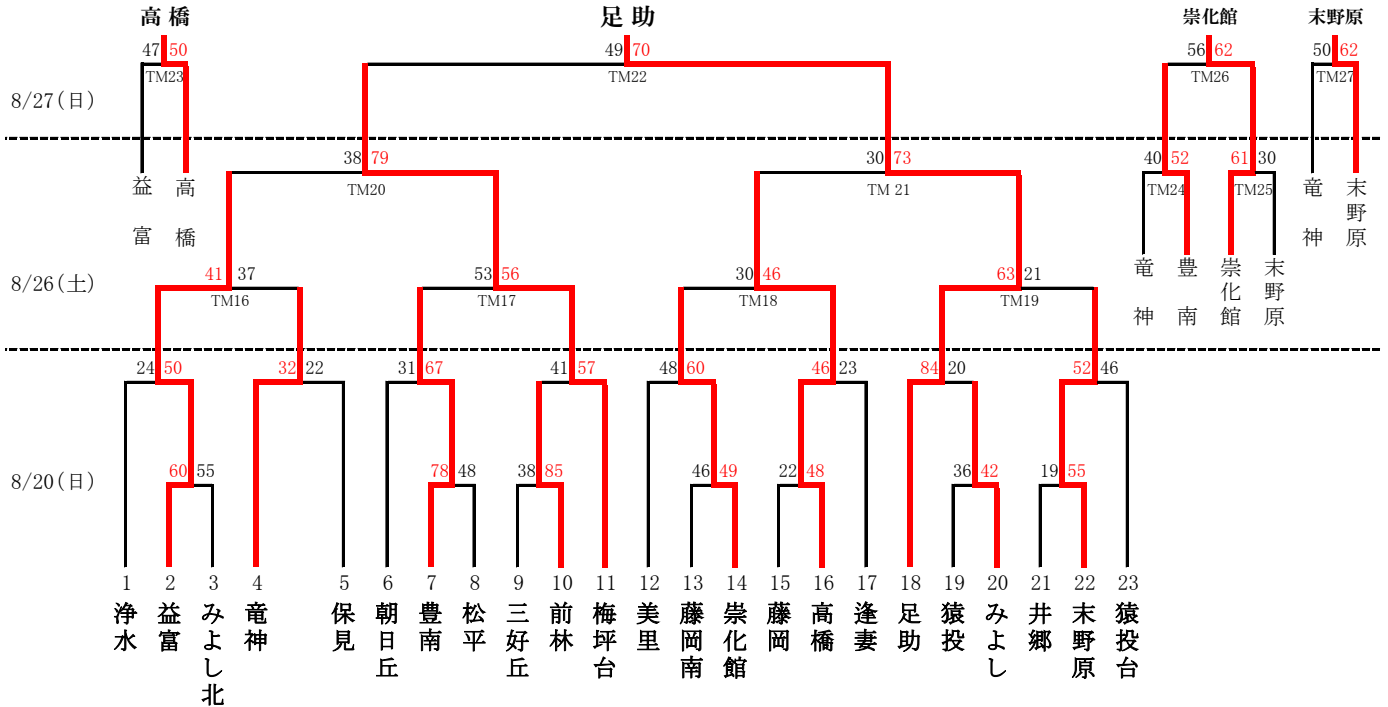 高橋 足助 崇化館 末野原
47 50 49 70 56 62 50 62
TM23 TM22 TM26 TM27
8/27(日)
38 79 30 73 40 52 61 30
TM20 TM 21 TM24 TM25
益富 高橋 竜神 末野原
竜神 豊南 崇化館 末野原
8/26(土)
41 37 53 56 30 46 63 21
TM16 TM17 TM18 TM19
24 50 32 22 31 67 41 57 48 60 46 23 84 20 52 46
8/20(日)
60 55 78 48 38 85 46 49 22 48 36 42 19 55
1 2 3 4 5 6 7 8 9 10 11 12 13 14 15 16 17 18 19 20 21 22 23
浄水 益富 みよし北 竜神 保見 朝日丘 豊南 松平 三好丘 前林 梅坪台 美里 藤岡南 崇化館 藤岡 高橋 逢妻 足助 猿投 みよし 井郷 末野原 猿投台